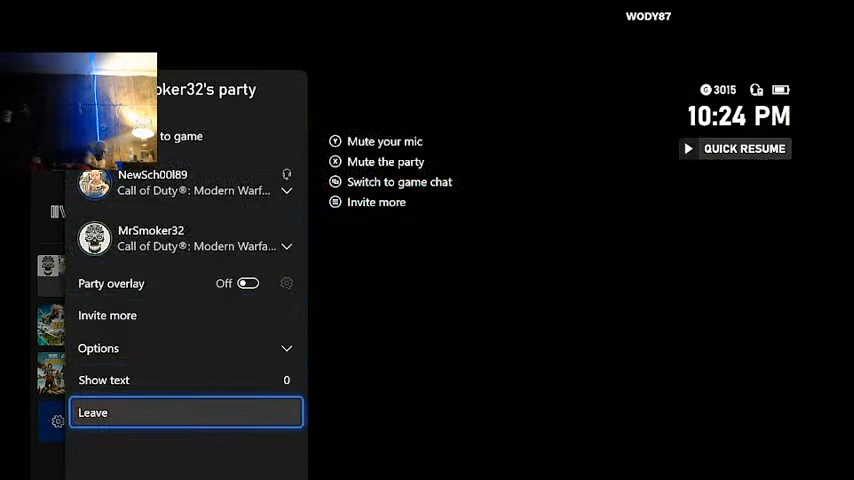 WODY87
oker32's party
to game
NewSch00l89
Call of Duty®: Modern Warf...
MrSmoker32
Call of Duty®: Modern Warfa...
Party overlay
Off
Invite more
Options
Show text
0
Leave
Mute your mic
Mute the party
Switch to game chat
Invite more
G 3015
10:24 PM
QUICK RESUME